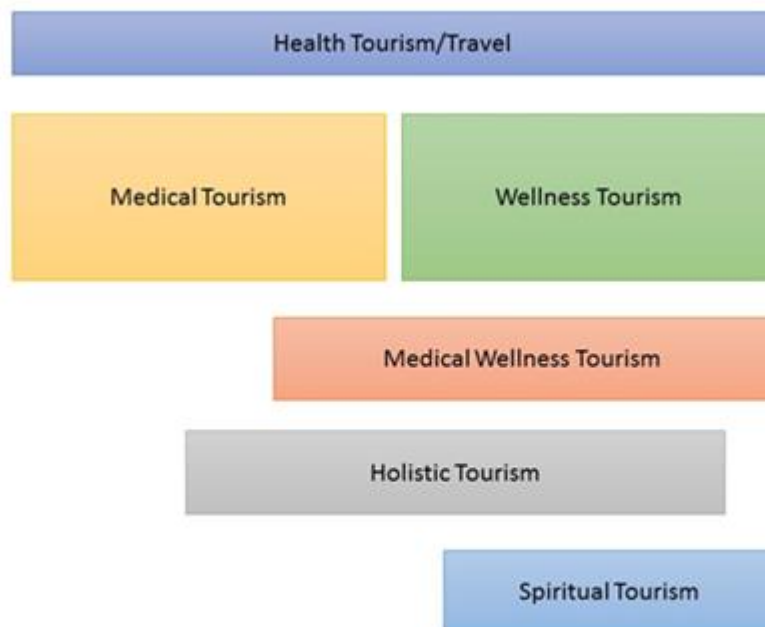 Health Tourism/Travel
Medical Tourism
Wellness Tourism
Medical Wellness Tourism
Holistic Tourism
Spiritual Tourism